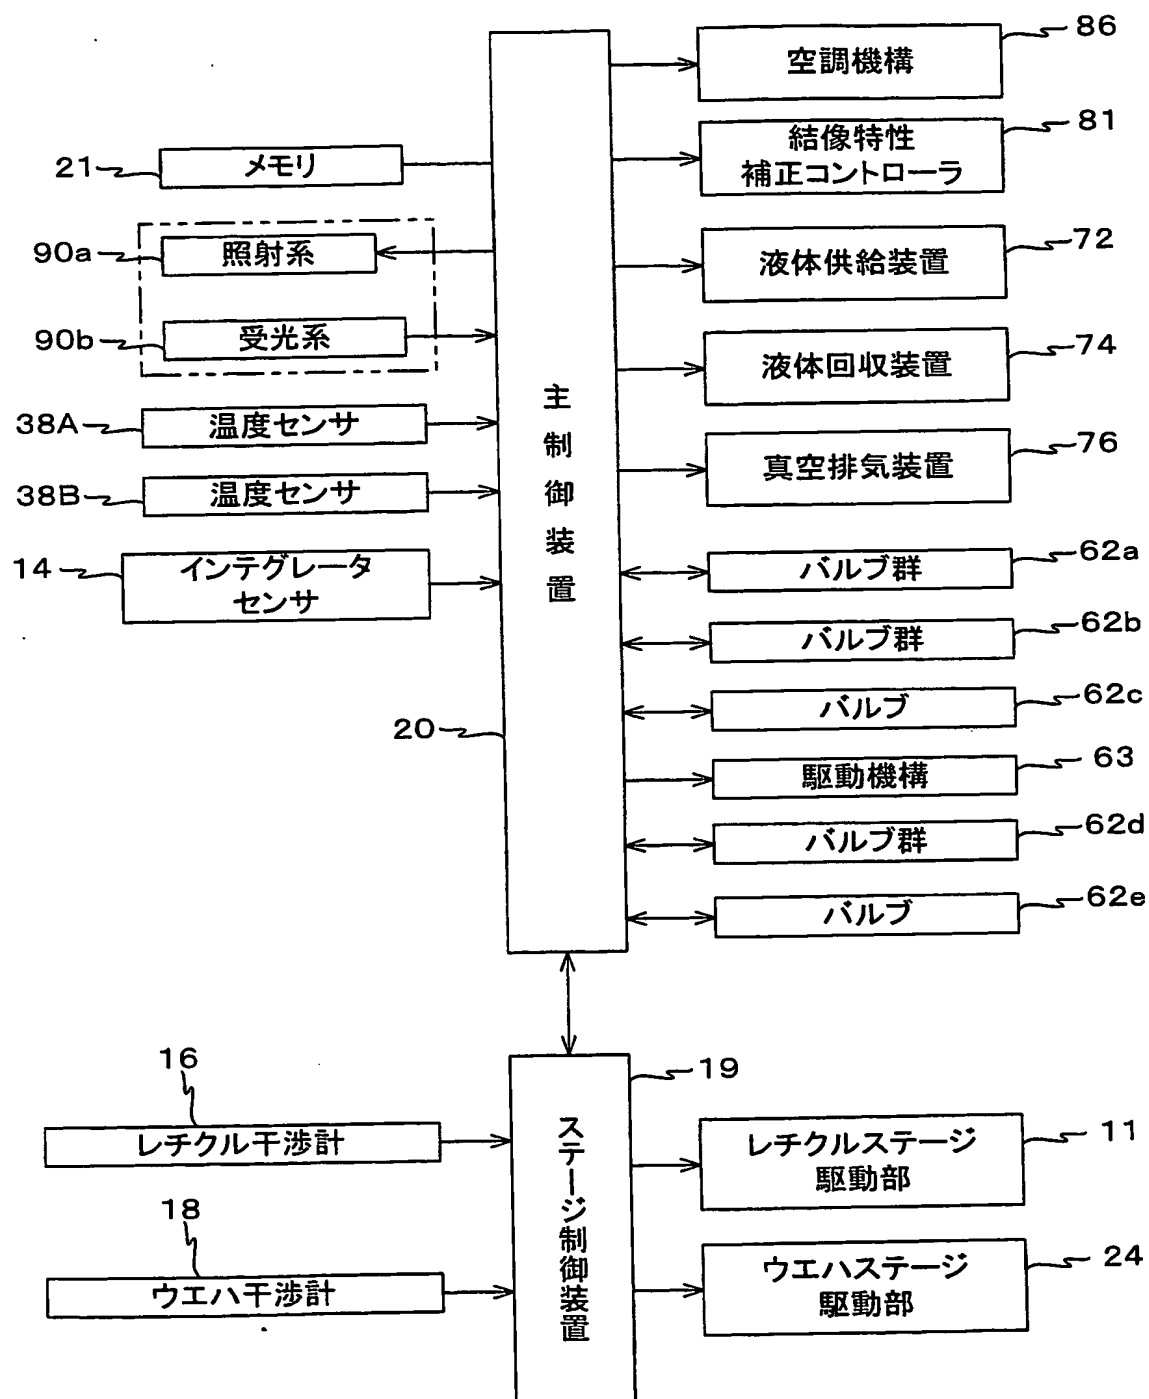 86
空調機構
81
結像特性
補正コントローラ
21
メモリ
90a
照射系
72
液体供給装置
90b
受光系
74
液体回収装置
38A
温度センサ
主制御装置
76
真空排気装置
38B
温度センサ
14
インテグレータ
センサ
62a
バルブ群
62b
バルブ群
62c
バルブ
20
63
駆動機構
62d
バルブ群
62e
バルブ
16
レチクル干渉計
19
ステージ制御装置
11
レチクルステージ
駆動部
18
ウエハ干渉計
24
ウエハステージ
駆動部